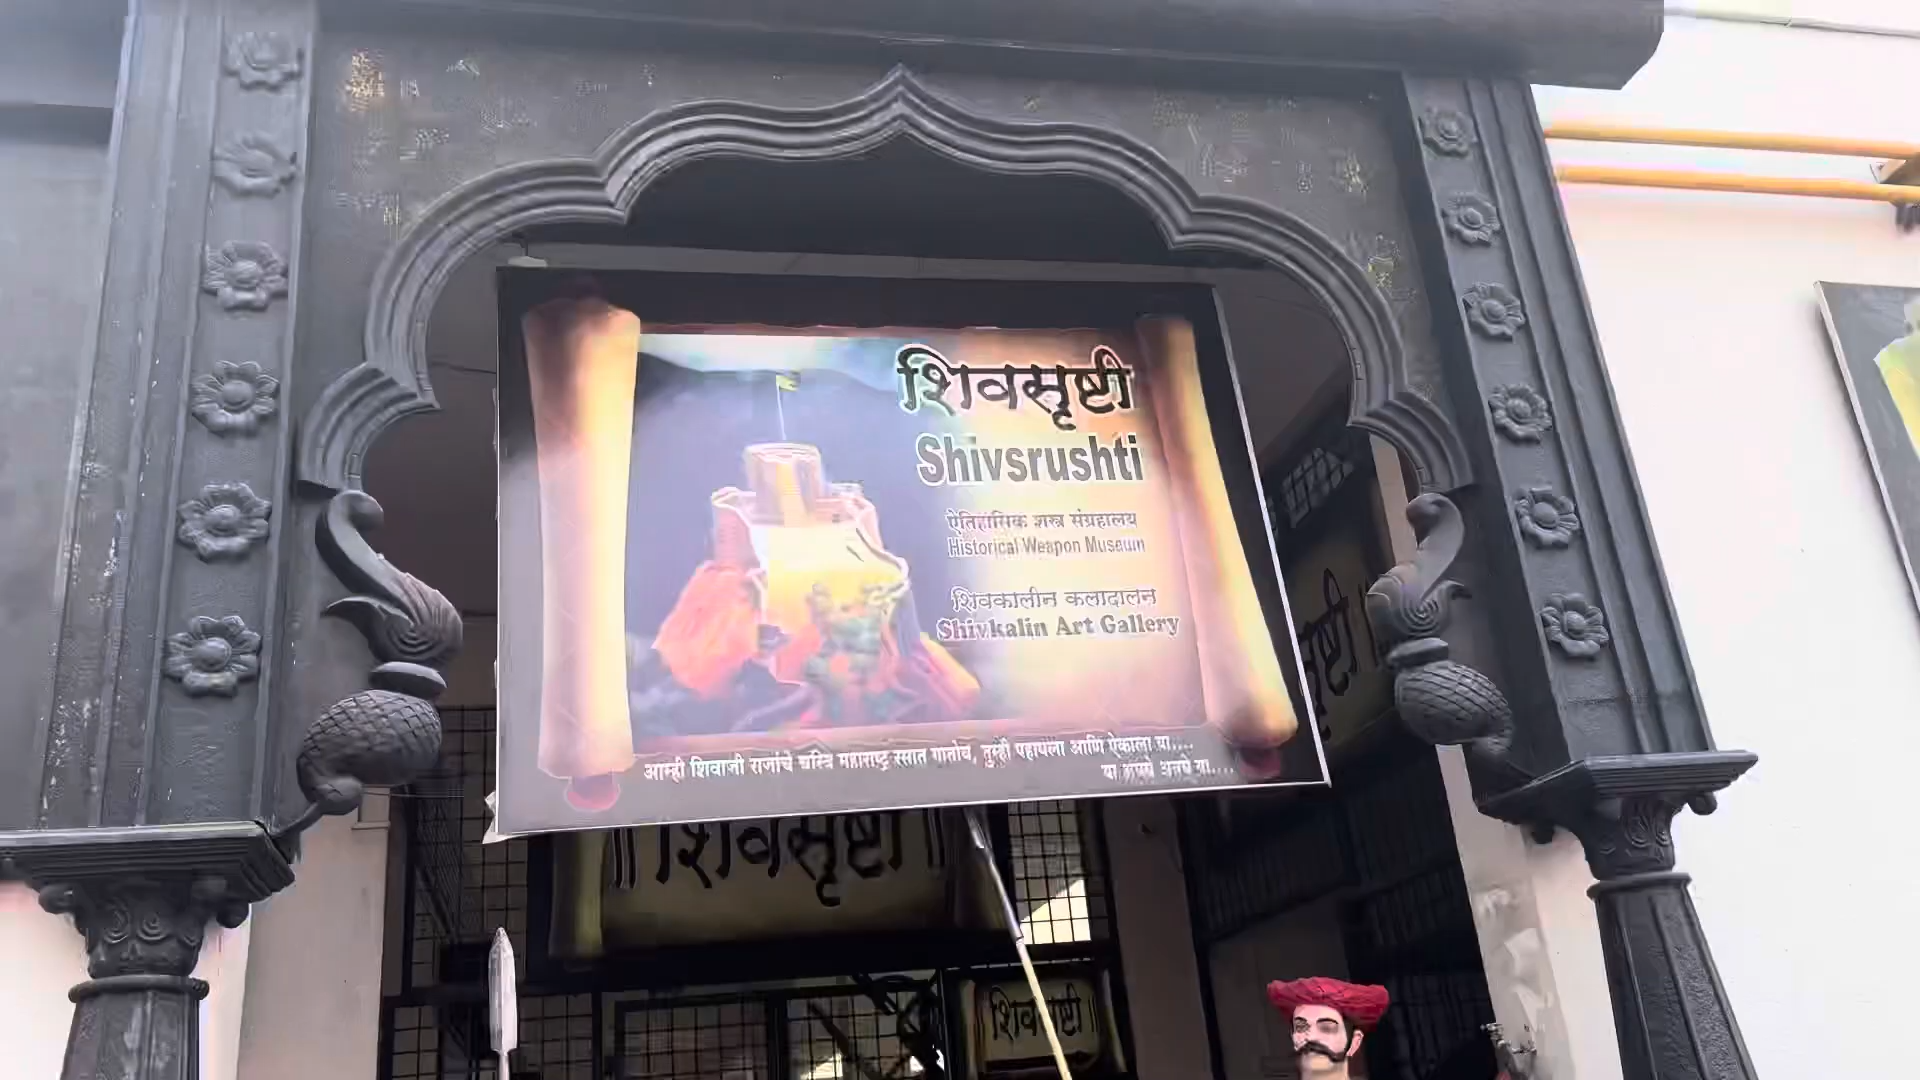 शिवसृष्टी
Shivsrushti
ऐतिहासिक शस्त्र संग्रहालय
Historical Weapon Museum
शिवकालीन कलादालन
Shivkalin Art Gallery
आम्ही शिवाजी राजांचे चरित्र महाराष्ट्र रसात गातोय, तुम्ही पहायला आणि ऐकाला या....
या
॥ शिवसृष्टी ॥
॥ शिवसृष्टी ॥